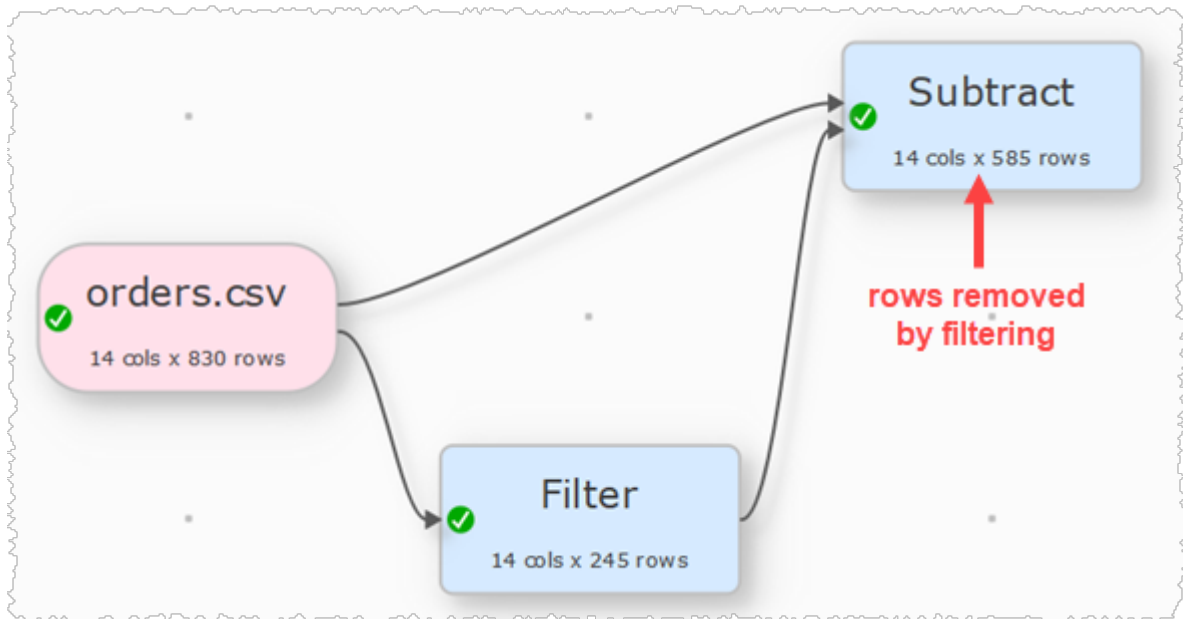 Subtract
14 cols x 585 rows
rows removed
by filtering
orders.csv
14 cols x 830 rows
Filter
14 cols x 245 rows